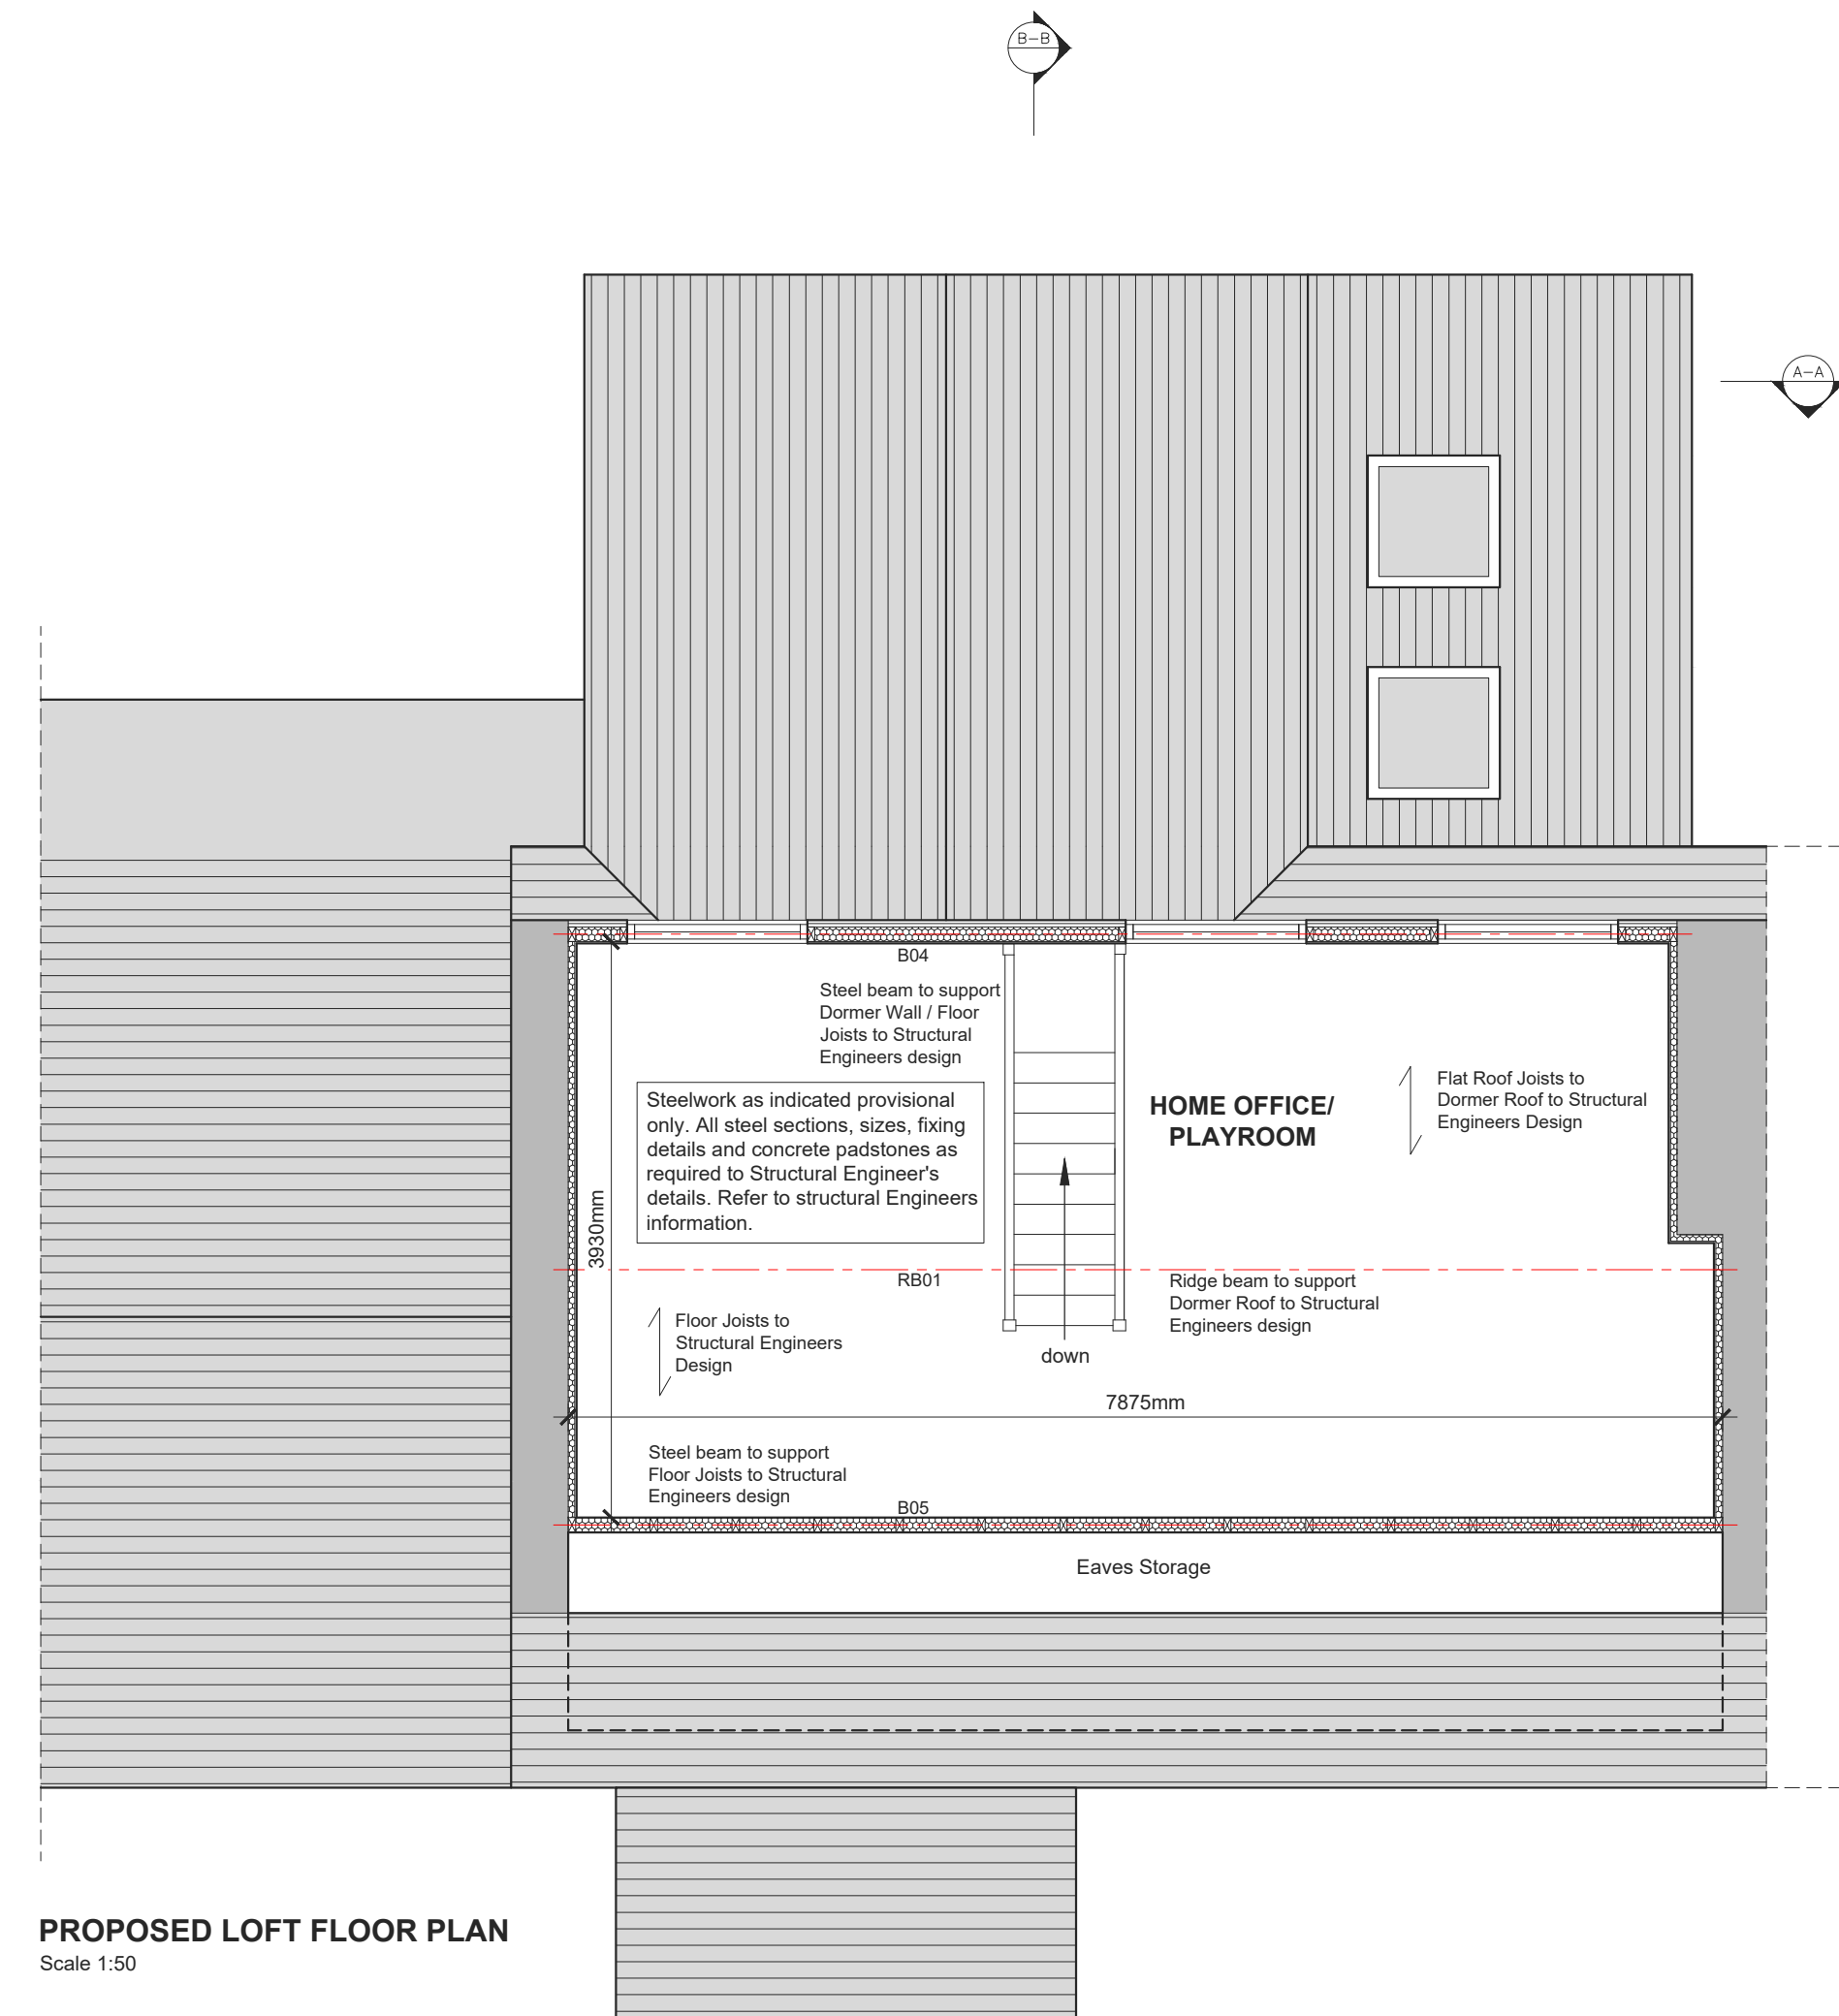 B-B
A-A
B04
Steel beam to support
Dormer Wall / Floor
Joists to Structural
Engineers design
Steelwork as indicated provisional
only. All steel sections, sizes, fixing
details and concrete padstones as
required to Structural Engineer's
details. Refer to structural Engineers
information.
HOME OFFICE/
PLAYROOM
Flat Roof Joists to
Dormer Roof to Structural
Engineers Design
3930mm
RB01
Ridge beam to support
Dormer Roof to Structural
Engineers design
Floor Joists to
Structural Engineers
Design
down
7875mm
Steel beam to support
Floor Joists to Structural
Engineers design
B05
Eaves Storage
PROPOSED LOFT FLOOR PLAN
Scale 1:50